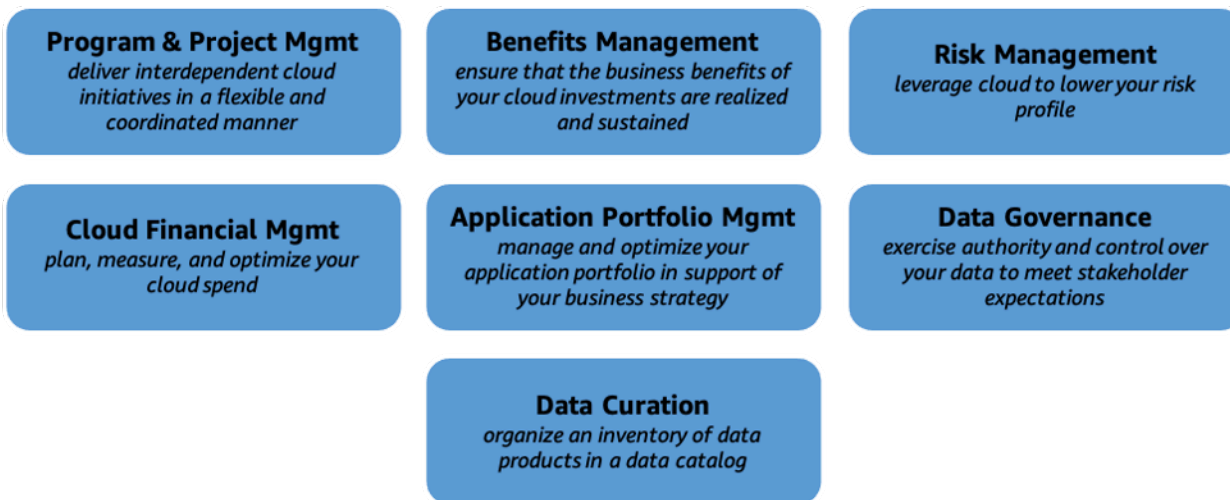 Program & Project Mgmt
deliver interdependent cloud
initiatives in a flexible and
coordinated manner
Benefits Management
ensure that the business benefits of
your cloud investments are realized
and sustained
Risk Management
leverage cloud to lower your risk
profile
Cloud Financial Mgmt
plan, measure, and optimize your
cloud spend
Application Portfolio Mgmt
manage and optimize your
application portfolio in support of
your business strategy
Data Governance
exercise authority and control over
your data to meet stakeholder
expectations
Data Curation
organize an inventory of data
products in a data catalog